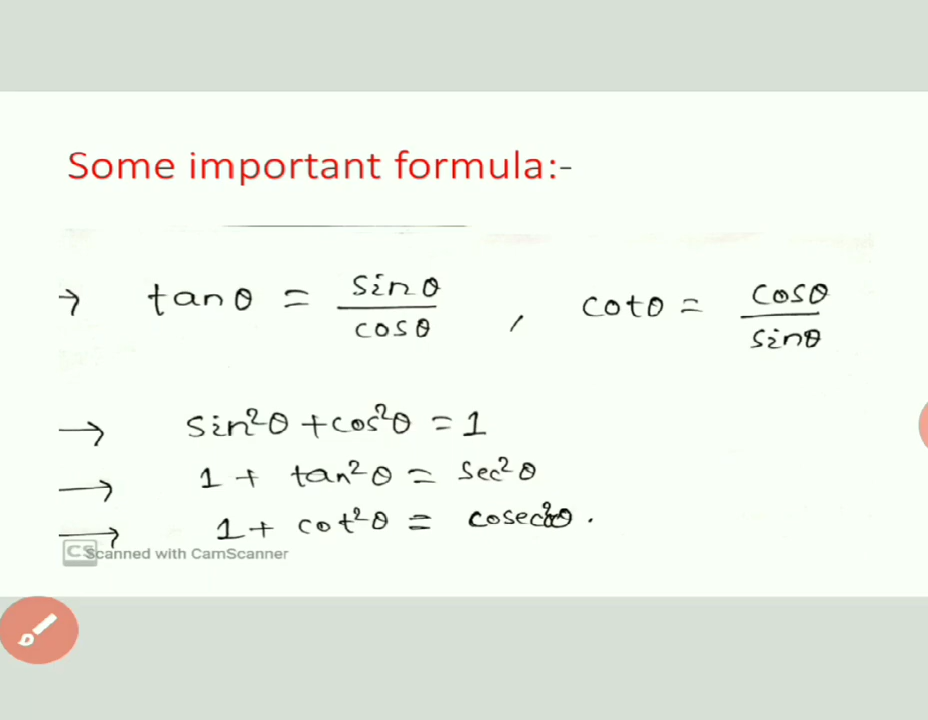 Some important formula:-
→ tanθ = sinθ/cosθ , cotθ = cosθ/sinθ
→ sin²θ + cos²θ = 1
→ 1 + tan²θ = sec²θ
→ 1 + cot²θ = cosec²θ .
CS Scanned with CamScanner